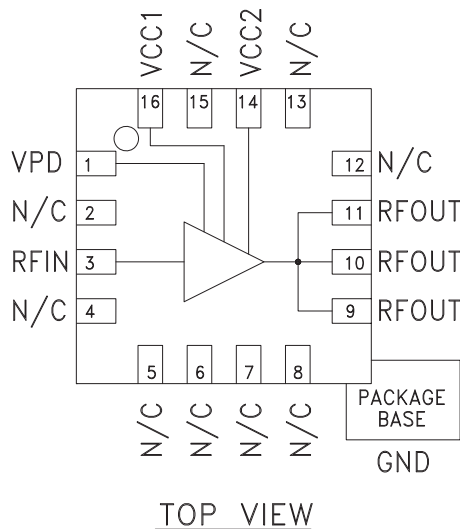 VCC1
N/C
VCC2
N/C
16
15
14
13
VPD 1
12 N/C
N/C 2
11 RFOUT
RFIN 3
10 RFOUT
N/C 4
9 RFOUT
5
6
7
8
N/C
N/C
N/C
N/C
PACKAGE
BASE
GND
TOP VIEW